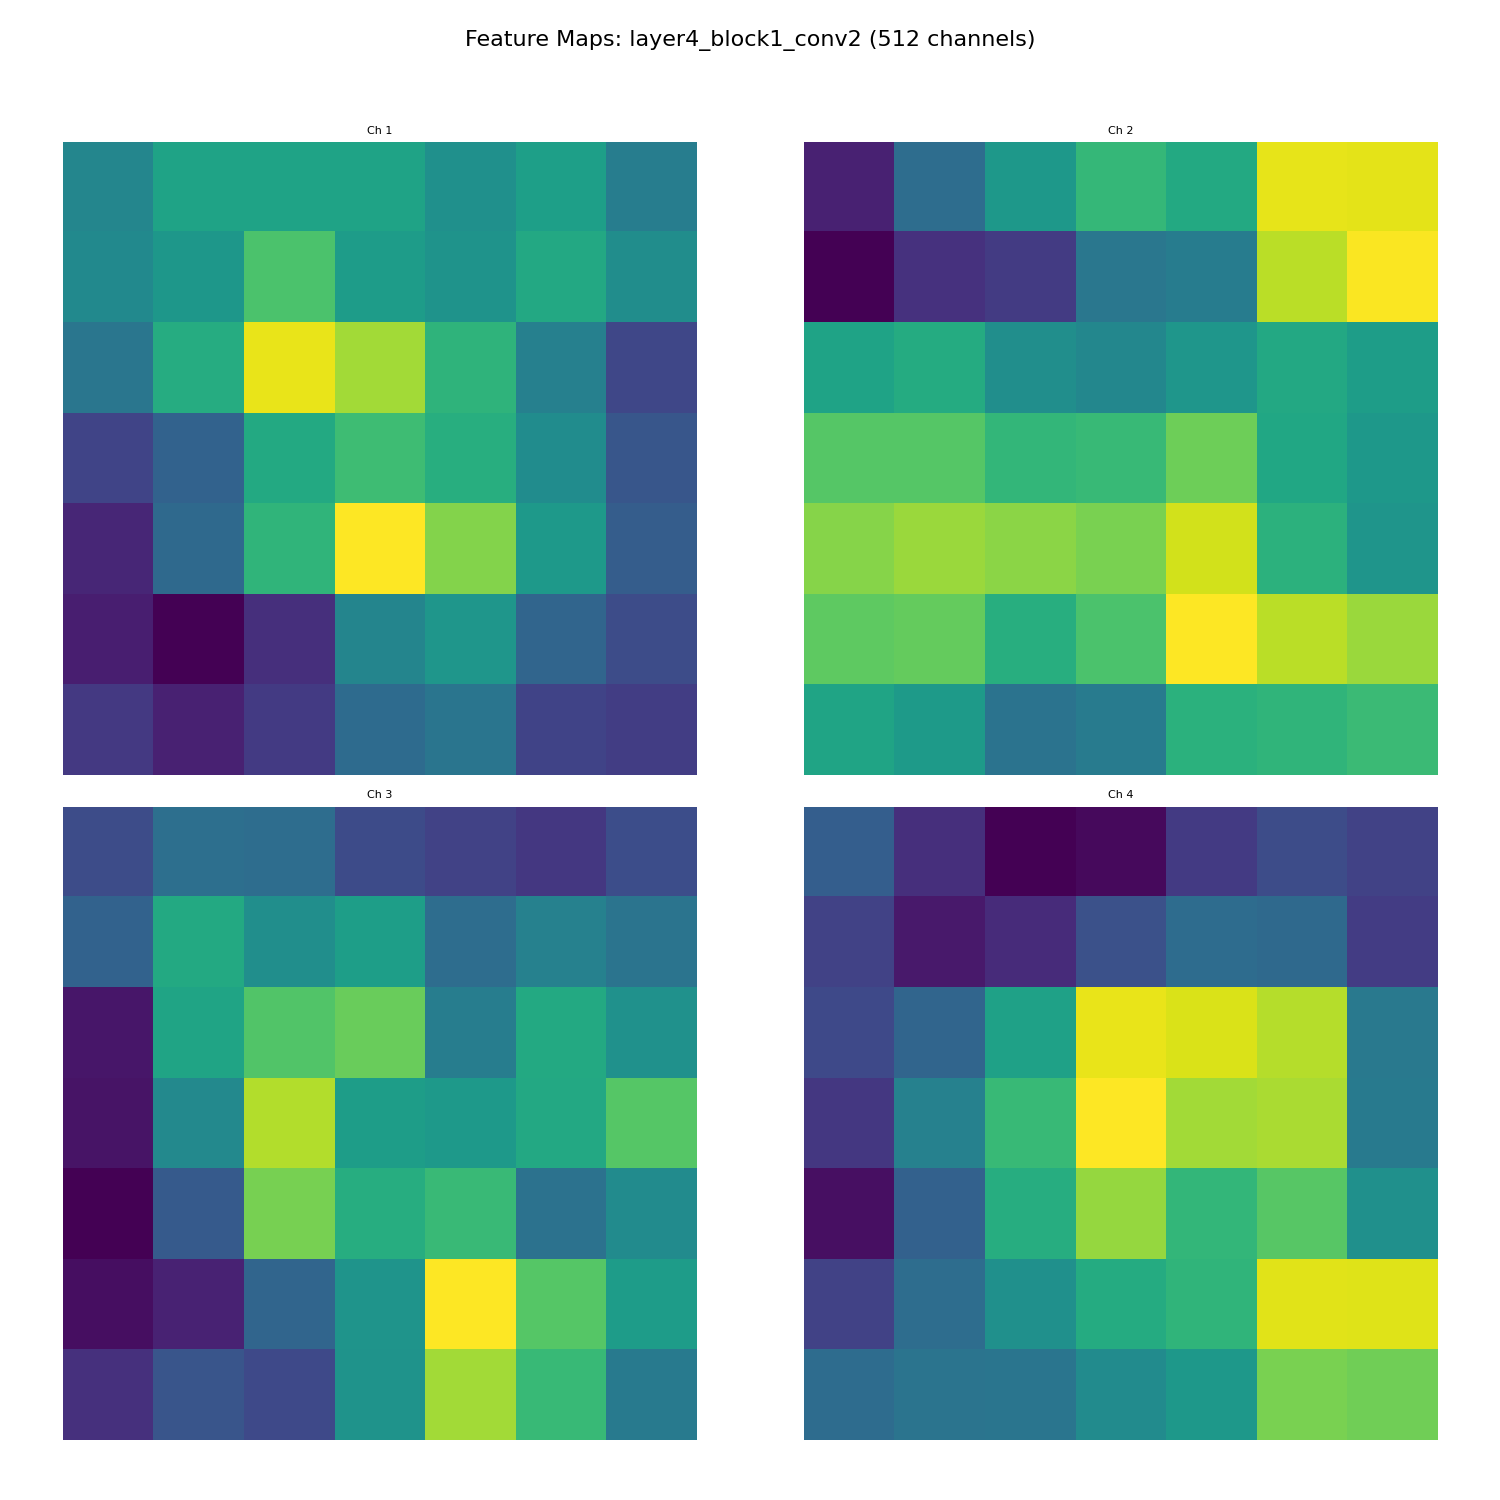 Feature Maps: layer4_block1_conv2 (512 channels)
Ch 1
Ch 2
Ch 3
Ch 4